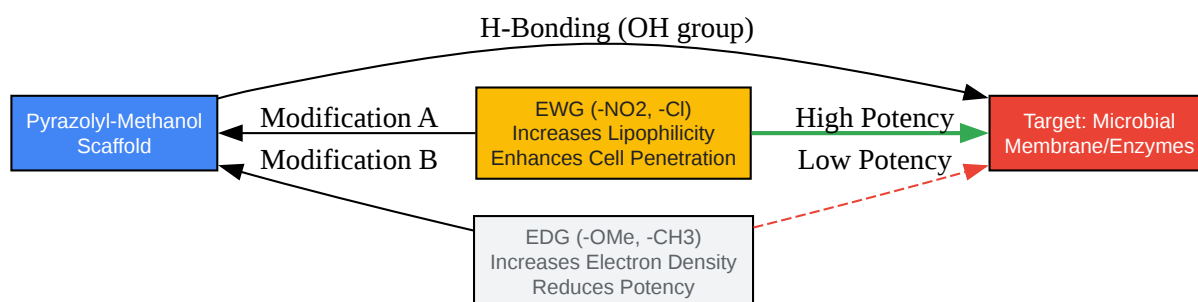 H-Bonding (OH group)
Pyrazolyl-Methanol
Scaffold
Modification A
Modification B
EWG (-NO2, -Cl)
Increases Lipophilicity
Enhances Cell Penetration
High Potency
Low Potency
Target: Microbial
Membrane/Enzymes
EDG (-OMe, -CH3)
Increases Electron Density
Reduces Potency